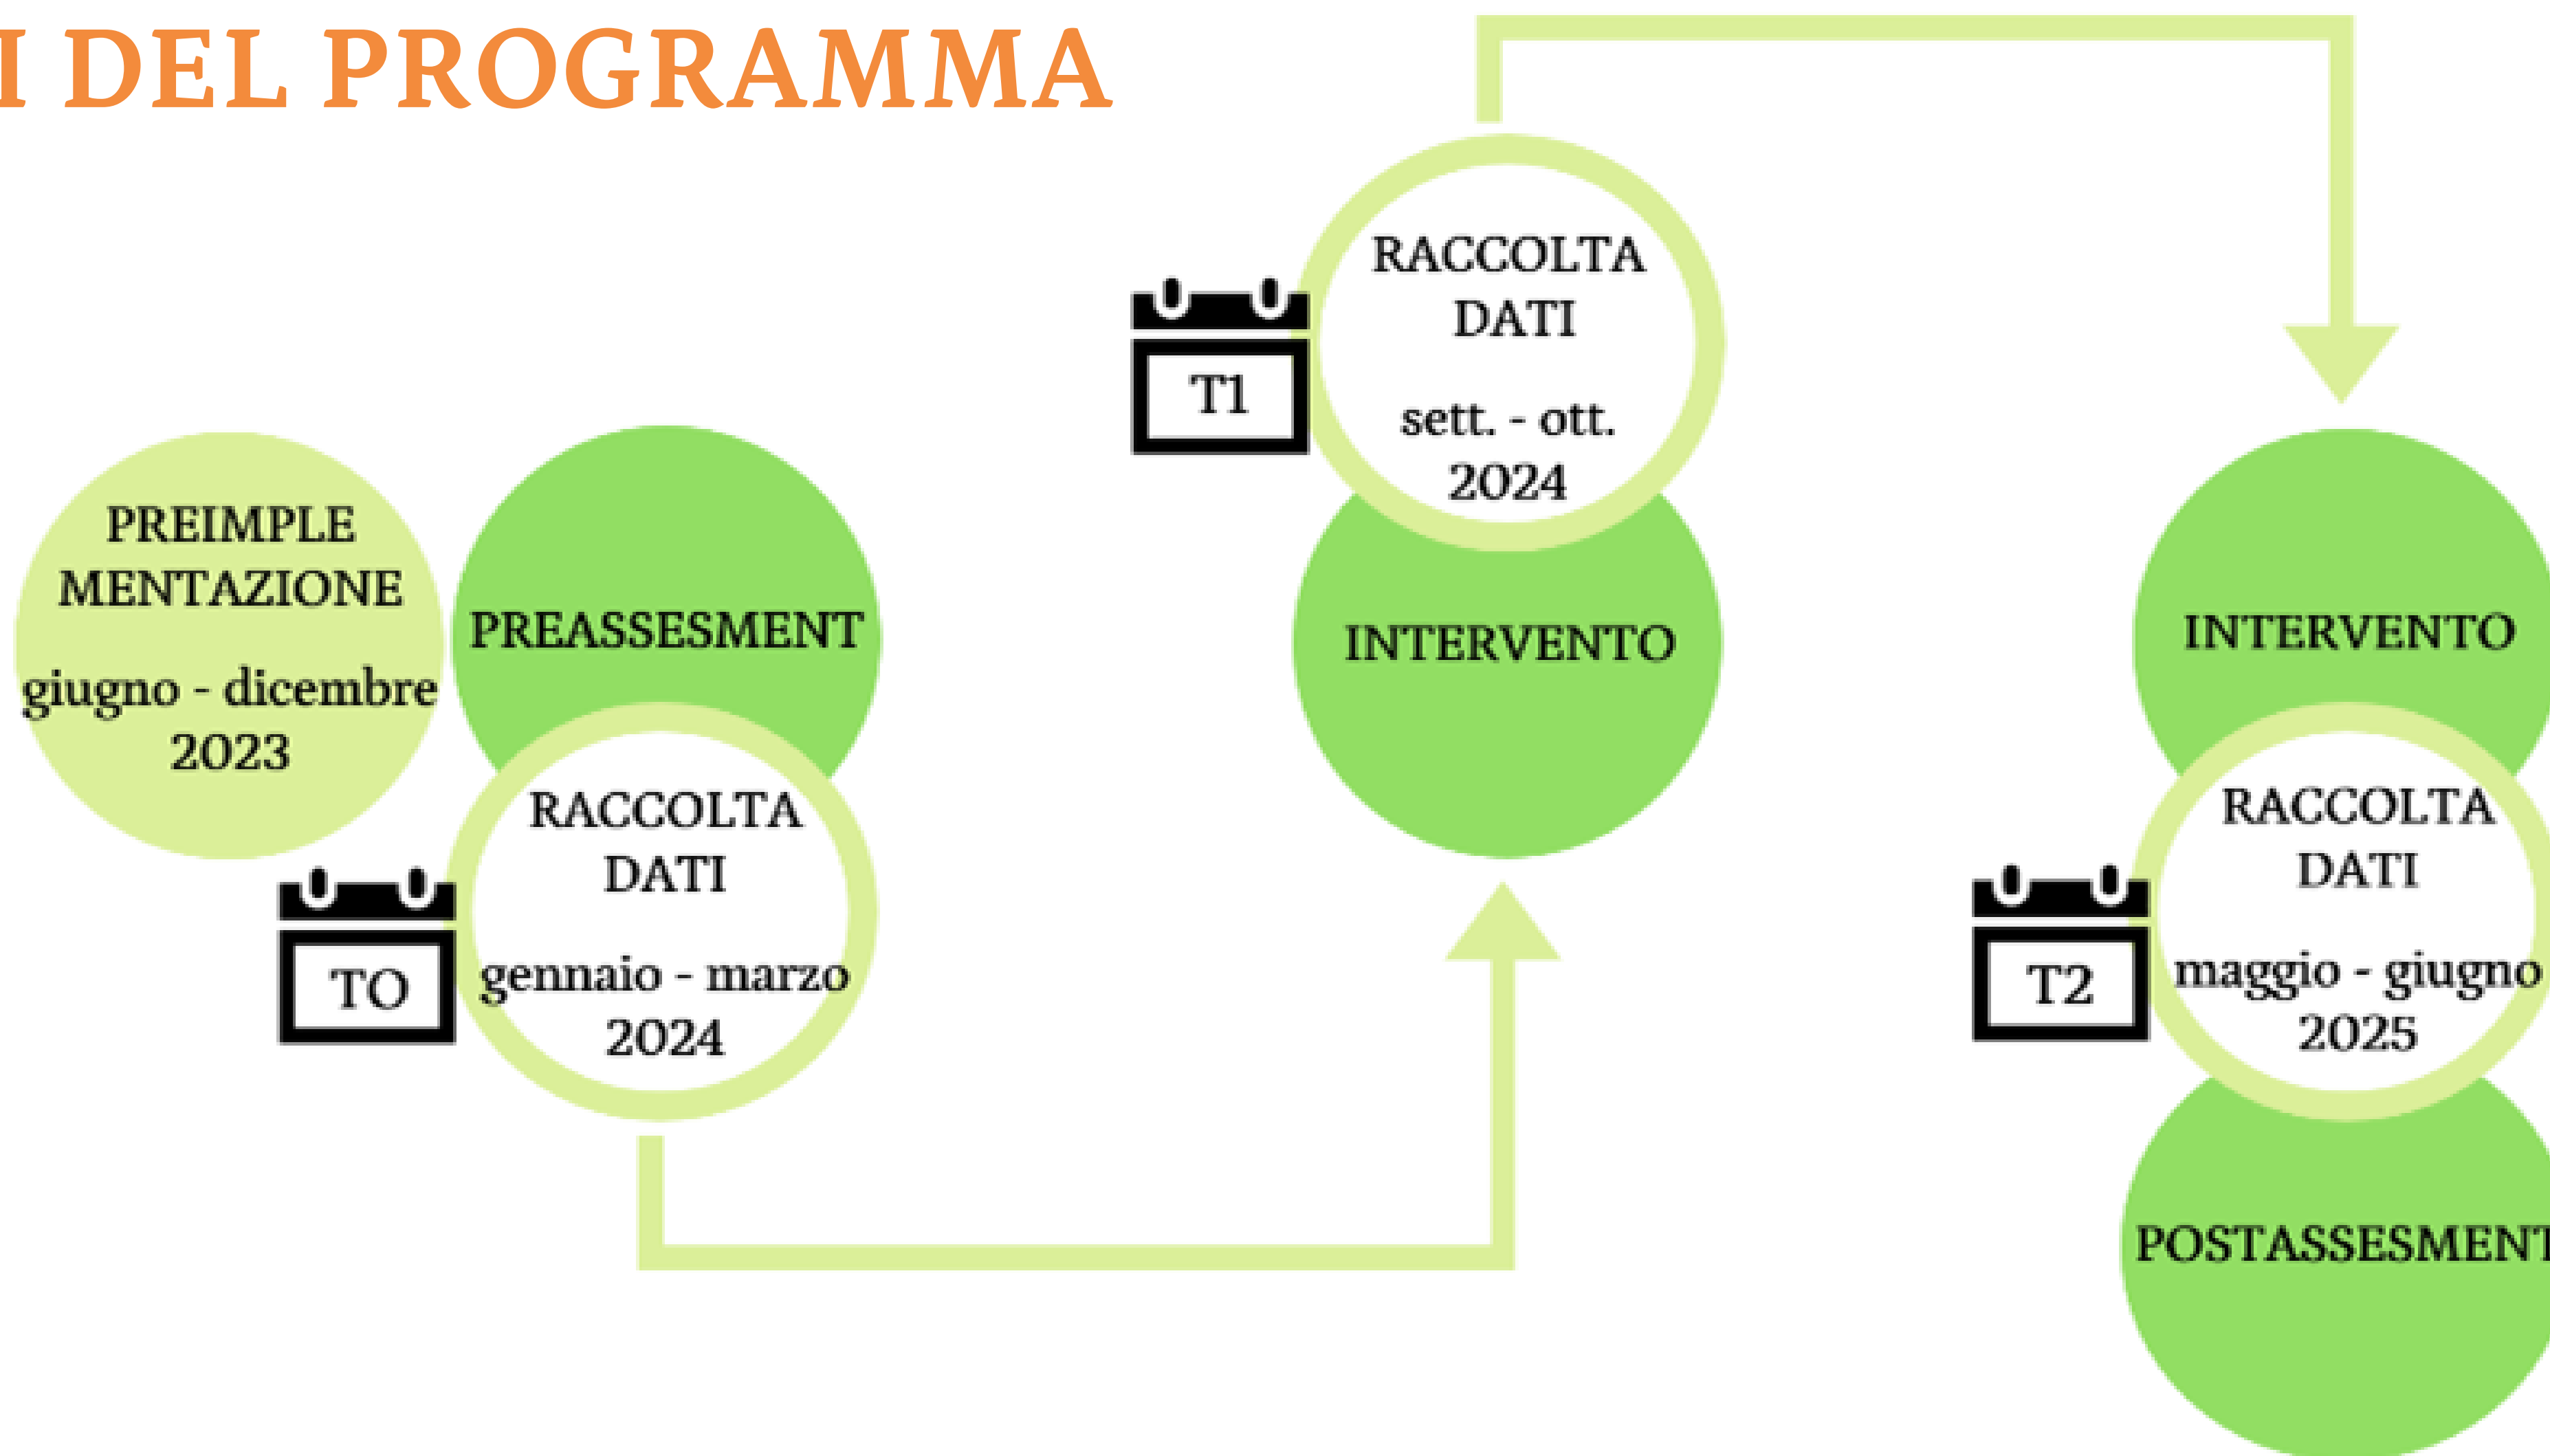 I DEL PROGRAMMA
PREIMPLE
MENTAZIONE
giugno - dicembre
2023
PREASSESMENT
RACCOLTA
DATI
gennaio - marzo
2024
TO
T1
RACCOLTA
DATI
sett. - ott.
2024
INTERVENTO
INTERVENTO
RACCOLTA
DATI
maggio - giugno
2025
T2
POSTASSESMENT